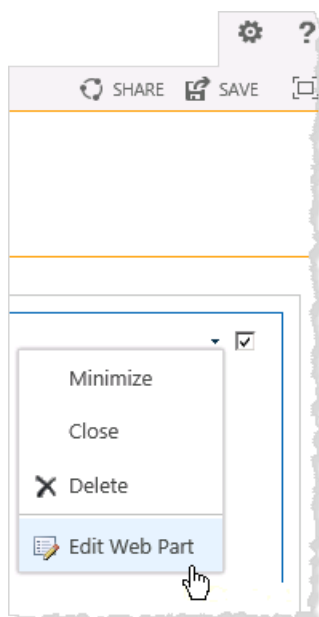 ?
SHARE SAVE
Minimize
Close
Delete
Edit Web Part